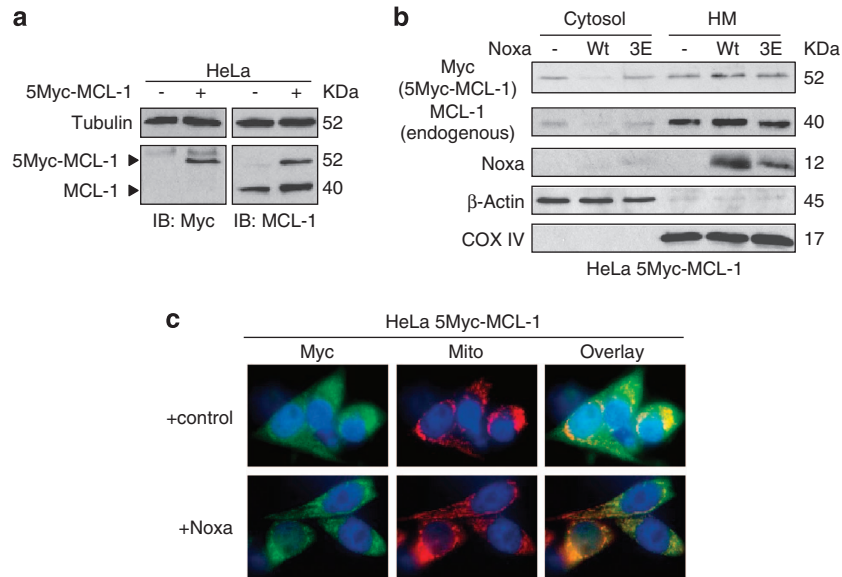 a
HeLa
5Myc-MCL-1 - + - + KDa
Tubulin 52
5Myc-MCL-1 52
MCL-1 40
IB: Myc IB: MCL-1
b
Cytosol HM
Noxa - Wt 3E - Wt 3E KDa
Myc
(5Myc-MCL-1) 52
MCL-1
(endogenous) 40
Noxa 12
β-Actin 45
COX IV 17
HeLa 5Myc-MCL-1
c
HeLa 5Myc-MCL-1
Myc Mito Overlay
+control
+Noxa